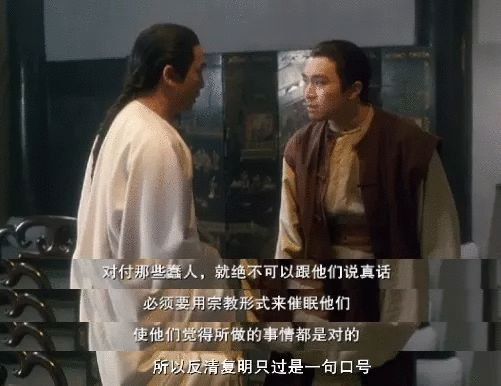 对付那些蠢人，就绝不可以跟他们说真话
必须要用宗教形式来催眠他们
使他们觉得所做的事情都是对的
所以反清复明只不过是一句口号